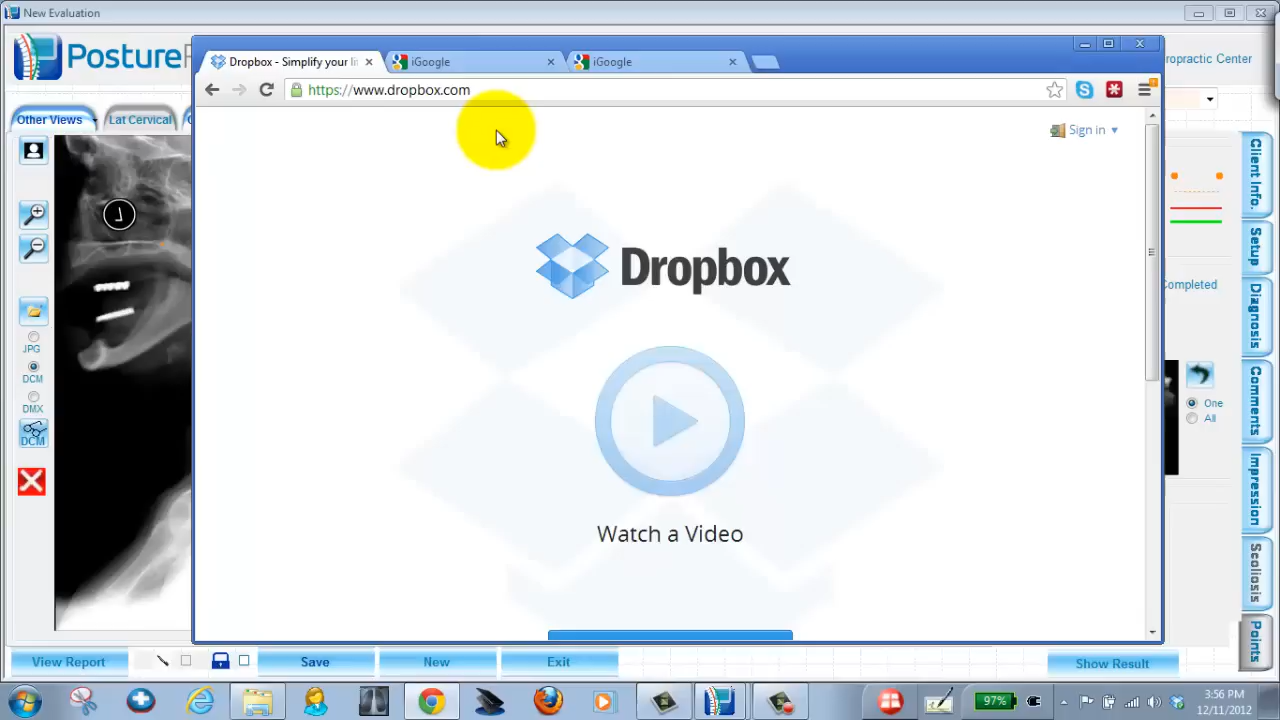 New Evaluation
Posture
ropractic Center
Dropbox - Simplify your li
iGoogle
iGoogle
https://www.dropbox.com
Other Views
Lat Cervical
Sign in
Dropbox
Watch a Video
JPG
DCM
DMX
DCM
Completed
One
All
Client Info.
Setup
Diagnosis
Comments
Impression
Scoliosis
Points
View Report
Save
New
Exit
Show Result
97%
3:56 PM
12/11/2012